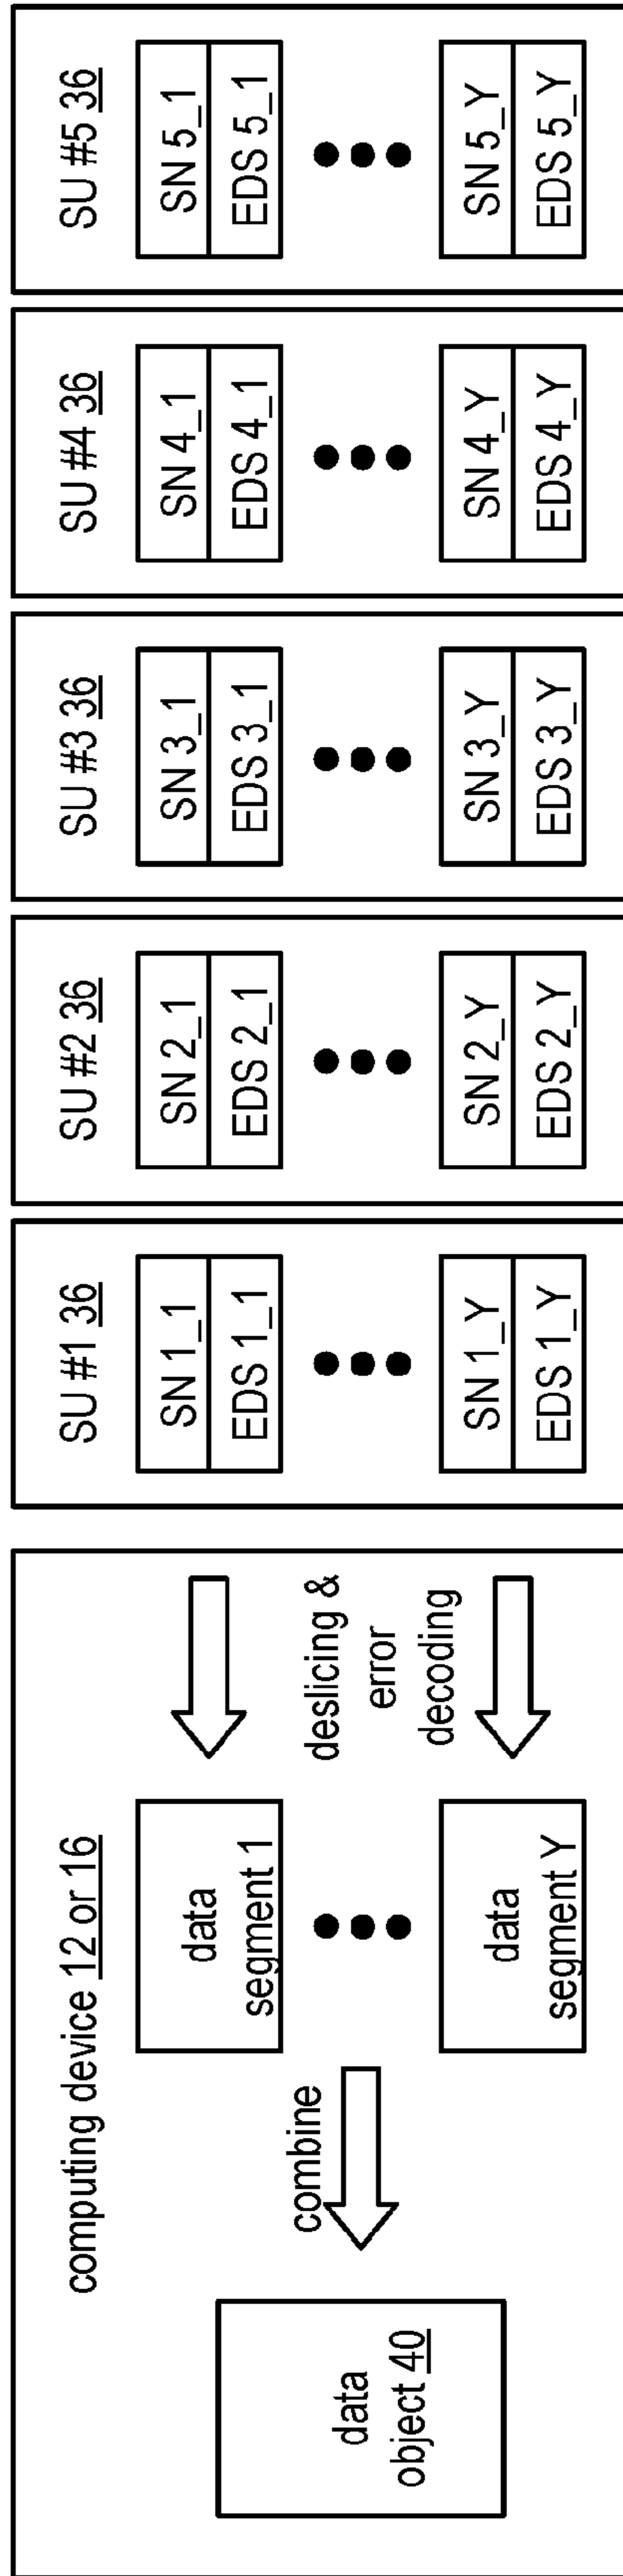 computing device 12 or 16
data
object 40
combine
data
segment 1
data
segment Y
deslicing &
error
decoding
SU #1 36
SN 1_1
EDS 1_1
SN 1_Y
EDS 1_Y
SU #2 36
SN 2_1
EDS 2_1
SN 2_Y
EDS 2_Y
SU #3 36
SN 3_1
EDS 3_1
SN 3_Y
EDS 3_Y
SU #4 36
SN 4_1
EDS 4_1
SN 4_Y
EDS 4_Y
SU #5 36
SN 5_1
EDS 5_1
SN 5_Y
EDS 5_Y